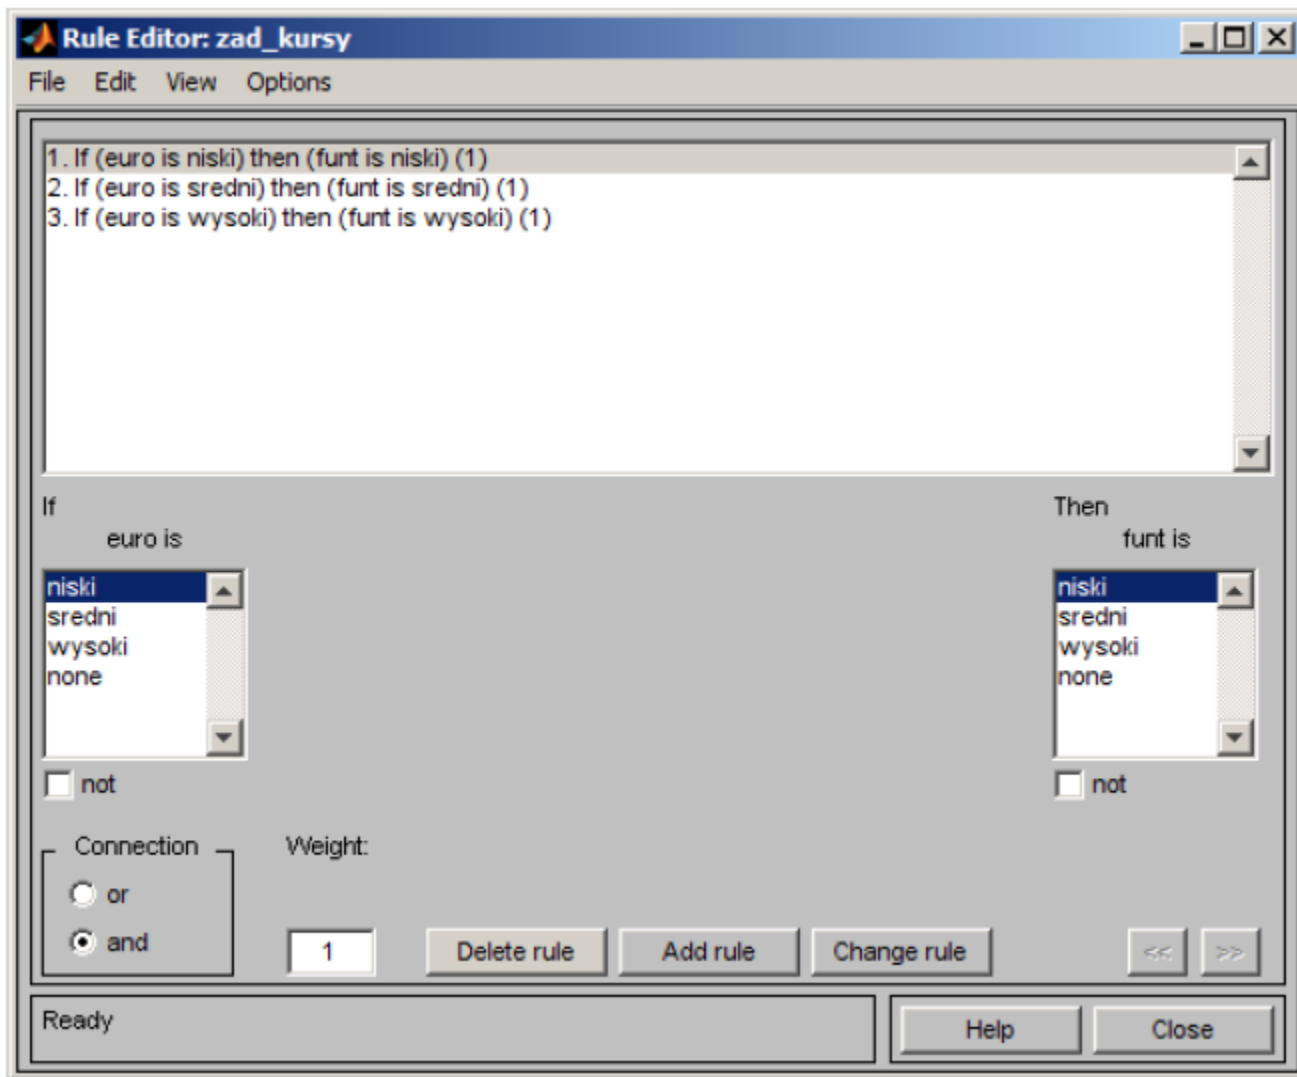 Rule Editor: zad_kursy
File Edit View Options
1. If (euro is niski) then (funt is niski) (1)
2. If (euro is sredni) then (funt is sredni) (1)
3. If (euro is wysoki) then (funt is wysoki) (1)
If
euro is
Then
funt is
niski
sredni
wysoki
none
niski
sredni
wysoki
none
not
not
Connection
or
and
Weight:
1
Delete rule
Add rule
Change rule
<<
>>
Ready
Help
Close